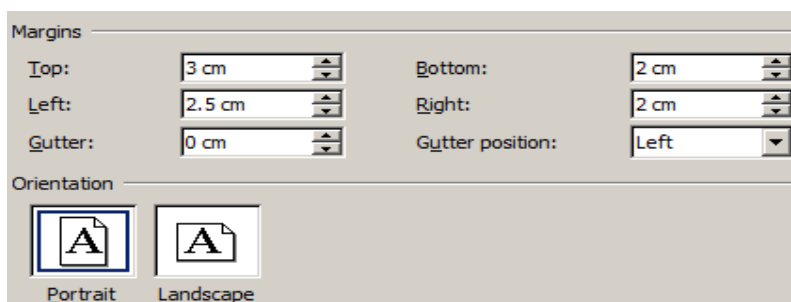 Margins
Top: 3 cm Bottom: 2 cm
Left: 2.5 cm Right: 2 cm
Gutter: 0 cm Gutter position: Left
Orientation
A A
Portrait Landscape